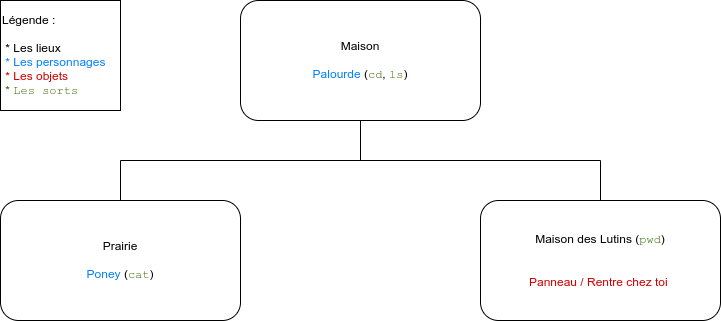 Légende :
* Les lieux
* Les personnages
* Les objets
* Les sorts
Maison
Palourde (cd, ls)
Prairie
Poney (cat)
Maison des Lutins (pwd)
Panneau / Rentre chez toi